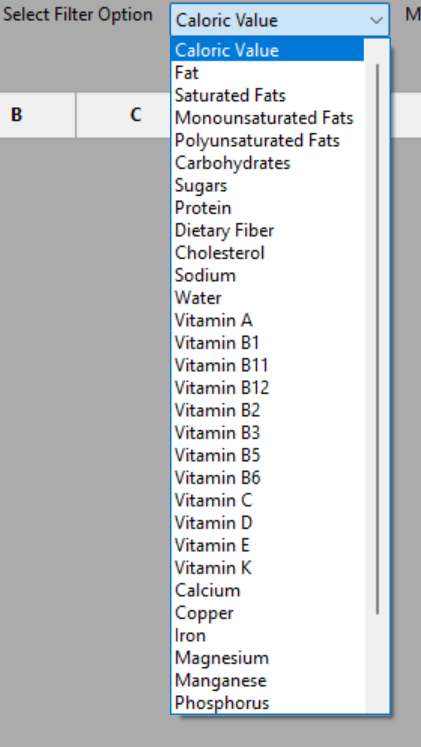 Select Filter Option
Caloric Value
M
Caloric Value
Fat
Saturated Fats
Monounsaturated Fats
Polyunsaturated Fats
Carbohydrates
Sugars
Protein
Dietary Fiber
Cholesterol
Sodium
Water
Vitamin A
Vitamin B1
Vitamin B11
Vitamin B12
Vitamin B2
Vitamin B3
Vitamin B5
Vitamin B6
Vitamin C
Vitamin D
Vitamin E
Vitamin K
Calcium
Copper
Iron
Magnesium
Manganese
Phosphorus
B
C